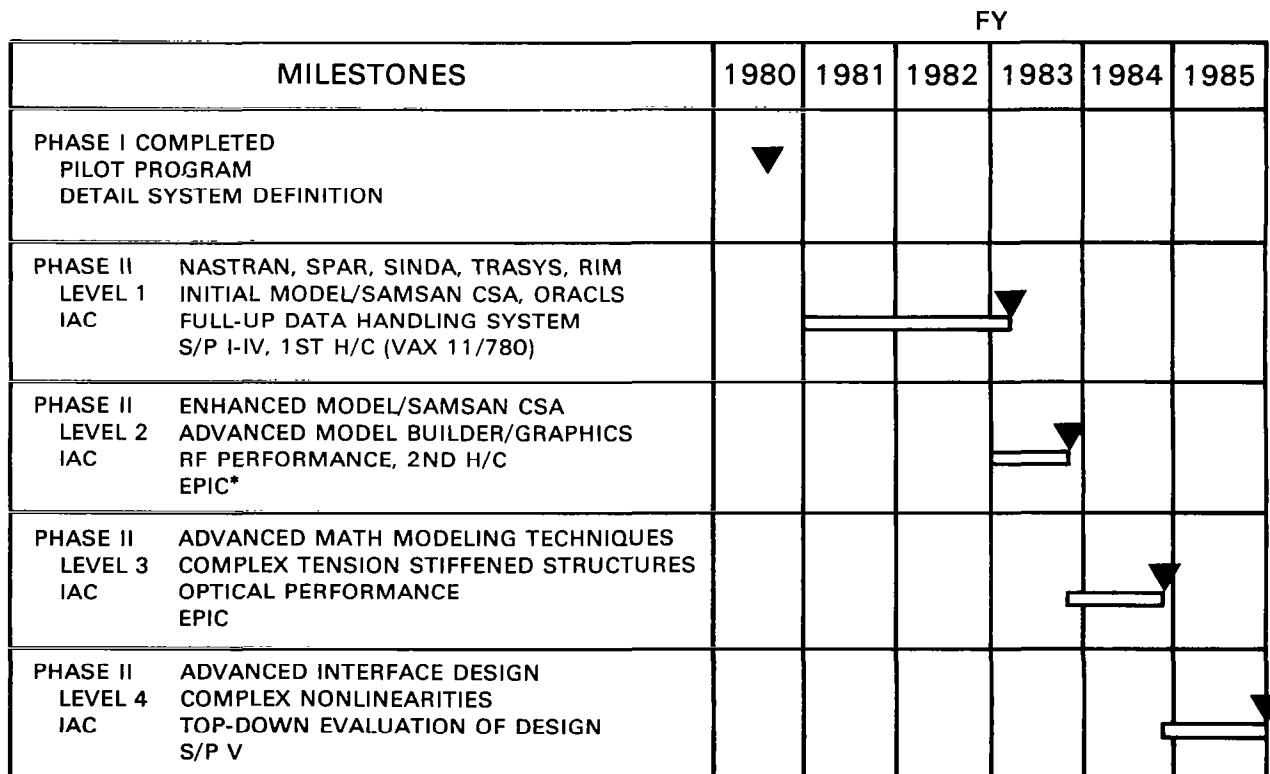 FY
MILESTONES 1980 1981 1982 1983 1984 1985
PHASE I COMPLETED
PILOT PROGRAM
DETAIL SYSTEM DEFINITION
PHASE II NASTRAN, SPAR, SINDA, TRASYS, RIM
LEVEL 1 INITIAL MODEL/SAMSAN CSA, ORACLS
IAC FULL-UP DATA HANDLING SYSTEM
S/P I-IV, 1ST H/C (VAX 11/780)
PHASE II ENHANCED MODEL/SAMSAN CSA
LEVEL 2 ADVANCED MODEL BUILDER/GRAPHICS
IAC RF PERFORMANCE, 2ND H/C
EPIC*
PHASE II ADVANCED MATH MODELING TECHNIQUES
LEVEL 3 COMPLEX TENSION STIFFENED STRUCTURES
IAC OPTICAL PERFORMANCE
EPIC
PHASE II ADVANCED INTERFACE DESIGN
LEVEL 4 COMPLEX NONLINEARITIES
IAC TOP-DOWN EVALUATION OF DESIGN
S/P V